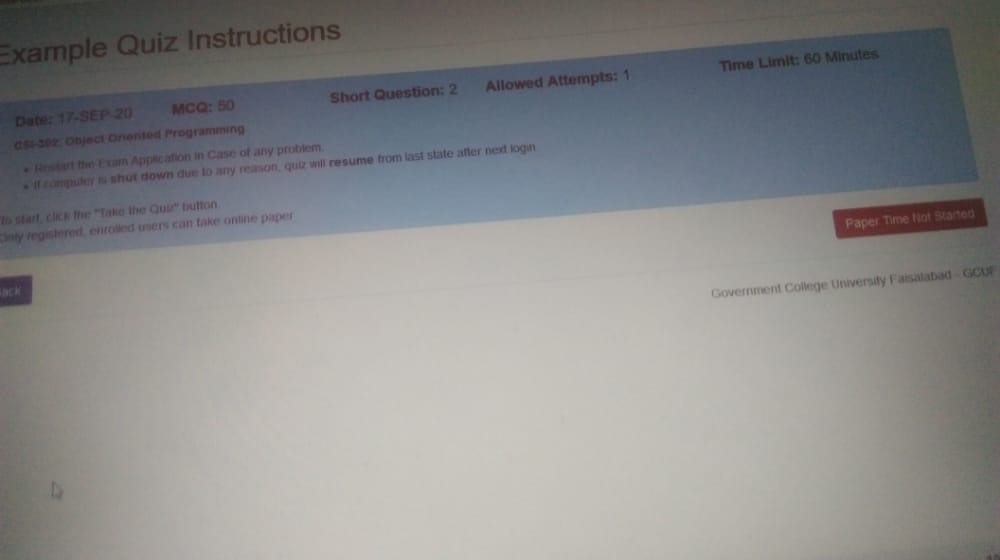 Example Quiz Instructions
Date: 17-SEP-20 MCQ: 50 Short Question: 2 Allowed Attempts: 1 Time Limit: 60 Minutes
CSI-302: Object Oriented Programming
• Restart the Exam Application in Case of any problem.
• If computer is shut down due to any reason, quiz will resume from last state after next login
To start, click the "Take the Quiz" button.
Only registered, enrolled users can take online paper
Paper Time Not Started
Back
Government College University Faisalabad - GCUF